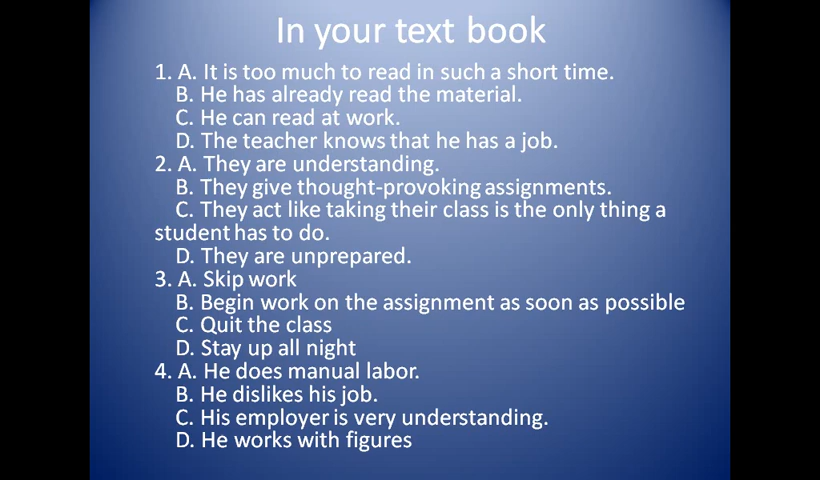 In your text book
1. A. It is too much to read in such a short time.
B. He has already read the material.
C. He can read at work.
D. The teacher knows that he has a job.
2. A. They are understanding.
B. They give thought-provoking assignments.
C. They act like taking their class is the only thing a
student has to do.
D. They are unprepared.
3. A. Skip work
B. Begin work on the assignment as soon as possible
C. Quit the class
D. Stay up all night
4. A. He does manual labor.
B. He dislikes his job.
C. His employer is very understanding.
D. He works with figures